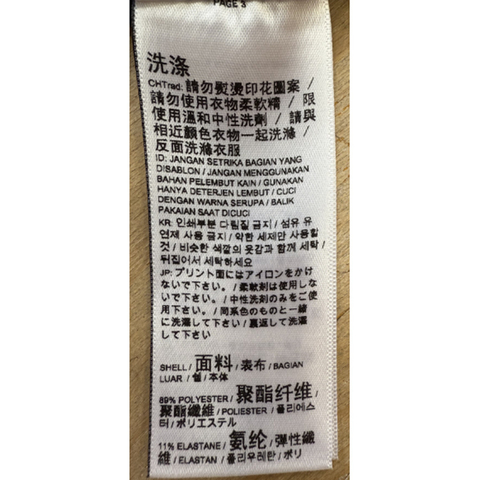 PAGE 3
洗涤
CHTrad: 請勿熨燙印花圖案 /
請勿使用衣物柔軟精 / 限
使用溫和中性洗劑 / 請與
相近顏色衣物一起洗滌 /
反面洗滌衣服
ID: JANGAN SETRIKA BAGIAN YANG
DISABLON / JANGAN MENGGUNAKAN
BAHAN PELEMBUT KAIN / GUNAKAN
HANYA DETERJEN LEMBUT / CUCI
DENGAN WARNA SERUPA / BALIK
PAKAIAN SAAT DICUCI
KR: 인쇄부분 다림질 금지 / 섬유 유
연제 사용 금지 / 약한 세제만 사용할
것 / 비슷한 색깔의 옷감과 함께 세탁 /
뒤집어서 세탁하세요
JP: プリント面にはアイロンをかけ
ないで下さい。/ 柔軟剤は使用しな
いで下さい。/ 中性洗剤のみをご使
用下さい。/ 同系色のものと一緒
に洗濯して下さい / 裏返して洗濯
して下さい
SHELL / 面料 / 表布 / BAGIAN
LUAR / 쉘 / 本体
89% POLYESTER / 聚酯纤维 /
聚酯纖維 / POLIESTER / 폴리에스
터 / ポリエステル
11% ELASTANE / 氨纶 / 彈性纖
維 / ELASTAN / 폴리우레탄 / ポリ